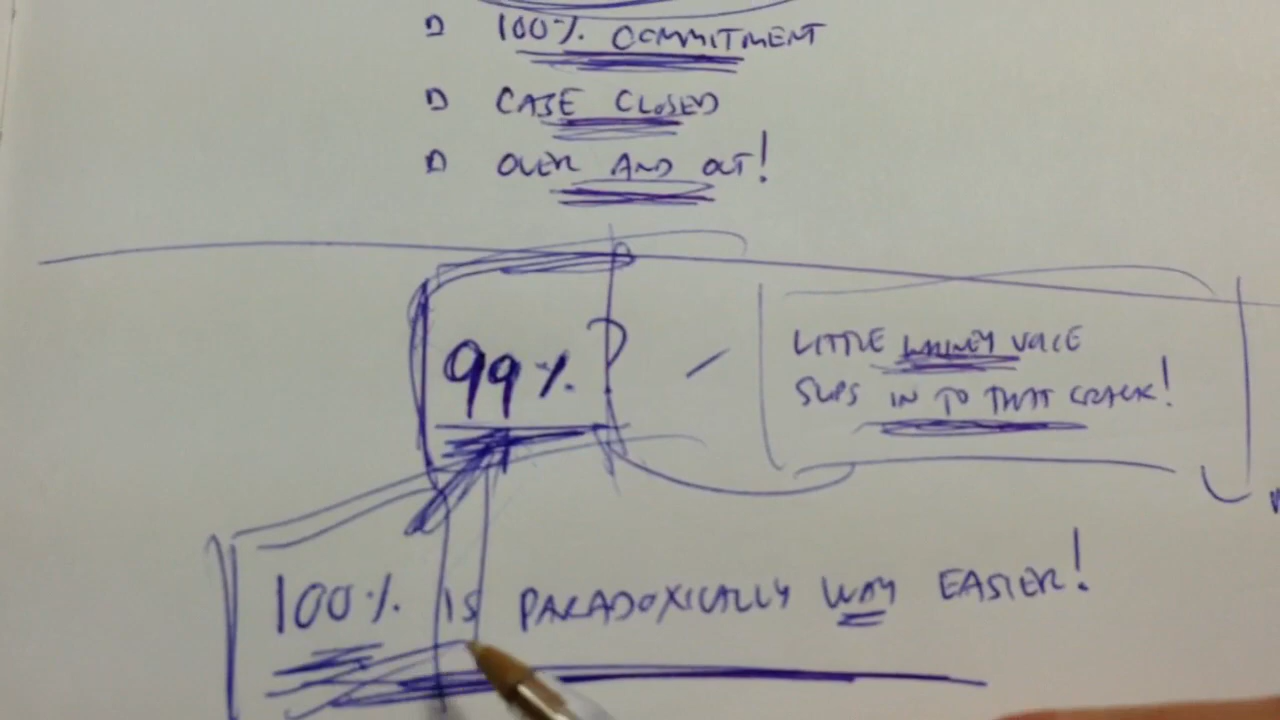 100% COMMITMENT
CASE CLOSED
OVER AND OUT!
99%?
LITTLE WHINEY VOICE
SLIPS IN TO THAT CRACK!
100% IS PARADOXICALLY WAY EASIER!